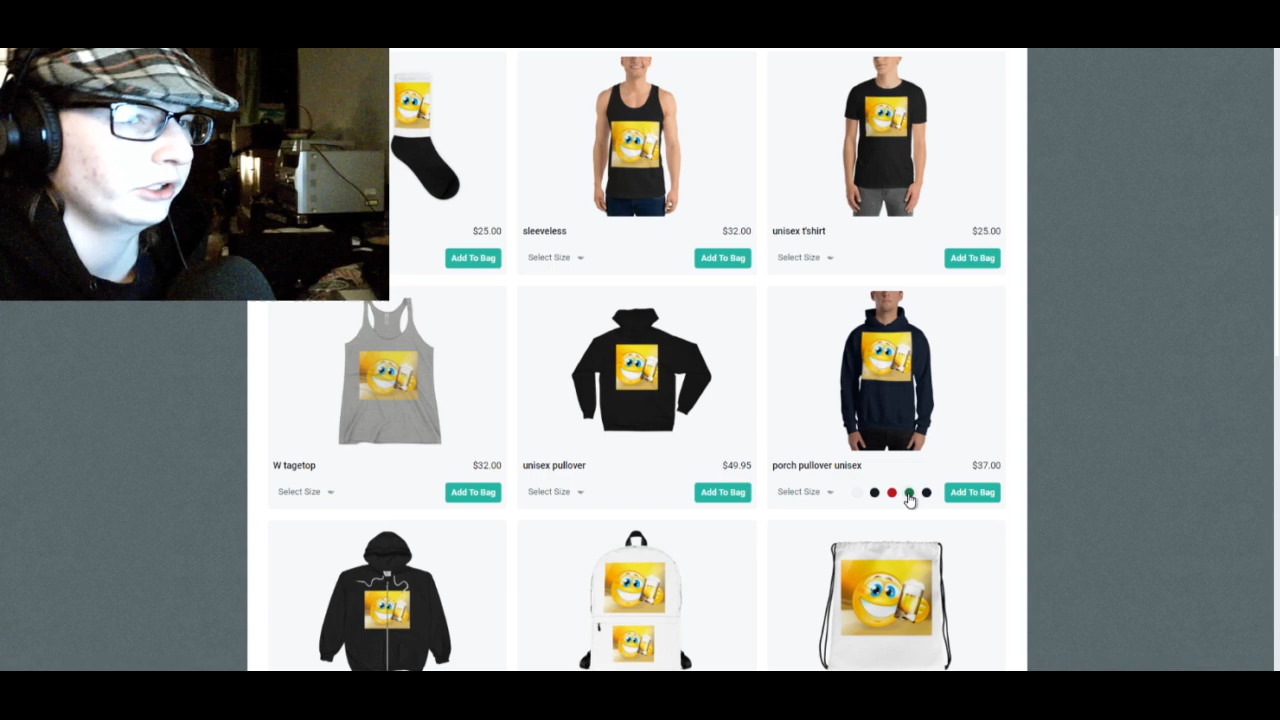 $25.00
sleeveless $32.00
unisex t'shirt $25.00
Add To Bag
Select Size Add To Bag
Select Size Add To Bag
W tagetop $32.00
unisex pullover $49.95
porch pullover unisex $37.00
Select Size Add To Bag
Select Size Add To Bag
Select Size Add To Bag